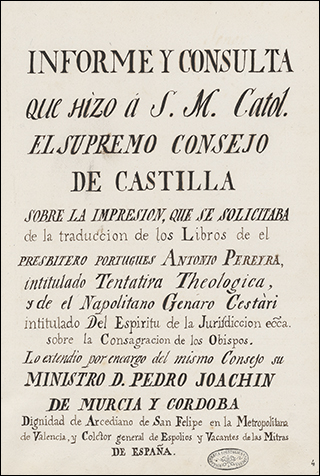 INFORME Y CONSULTA
QUE HIZO á S. M. Catol.
EL SUPREMO CONSEJO
DE CASTILLA
SOBRE LA IMPRESION, QUE SE SOLICITABA
de la traduccion de los Libros de el
PRESBITERO PORTUGUES ANTONIO PEREYRA,
intitulado Tentativa Theologica,
y de el Napolitano Genaro Cestari
intitulado Del Espiritu de la Jurisdiccion ecca.
sobre la Consagracion de los Obispos.
Lo extendio por encargo del mismo Consejo su
MINISTRO D. PEDRO JOACHIN
DE MURCIA Y CORDOBA
Dignidad de Arcediano de San Felipe en la Metropolitana
de Valencia, y Colector general de Espolios y Vacantes de las Mitras
DE ESPAÑA.
4